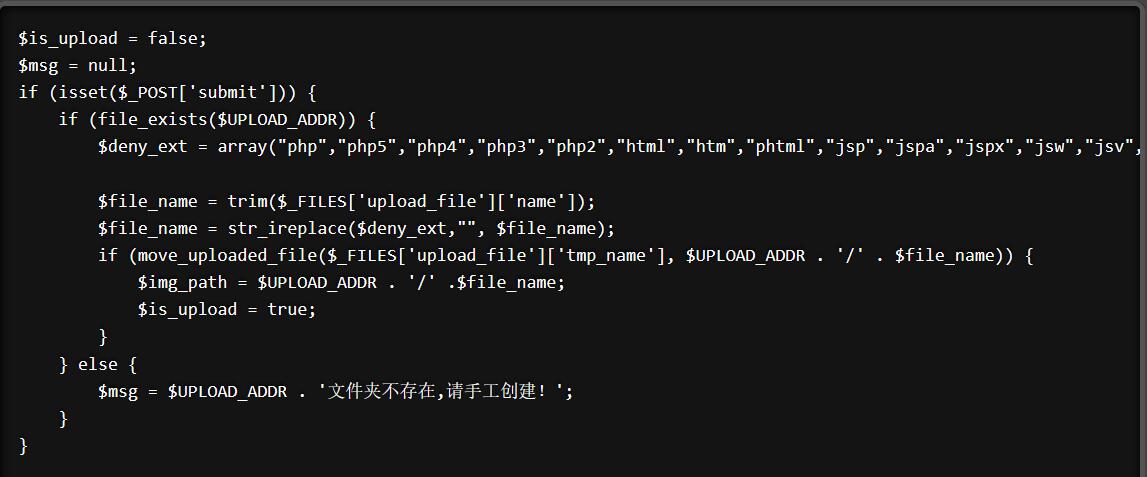 $is_upload = false;
$msg = null;
if (isset($_POST['submit'])) {
    if (file_exists($UPLOAD_ADDR)) {
        $deny_ext = array("php","php5","php4","php3","php2","html","htm","phtml","jsp","jspa","jspx","jsw","jsv",
        $file_name = trim($_FILES['upload_file']['name']);
        $file_name = str_ireplace($deny_ext,"", $file_name);
        if (move_uploaded_file($_FILES['upload_file']['tmp_name'], $UPLOAD_ADDR . '/' . $file_name)) {
            $img_path = $UPLOAD_ADDR . '/' .$file_name;
            $is_upload = true;
        }
    } else {
        $msg = $UPLOAD_ADDR . '文件夹不存在,请手工创建！';
    }
}